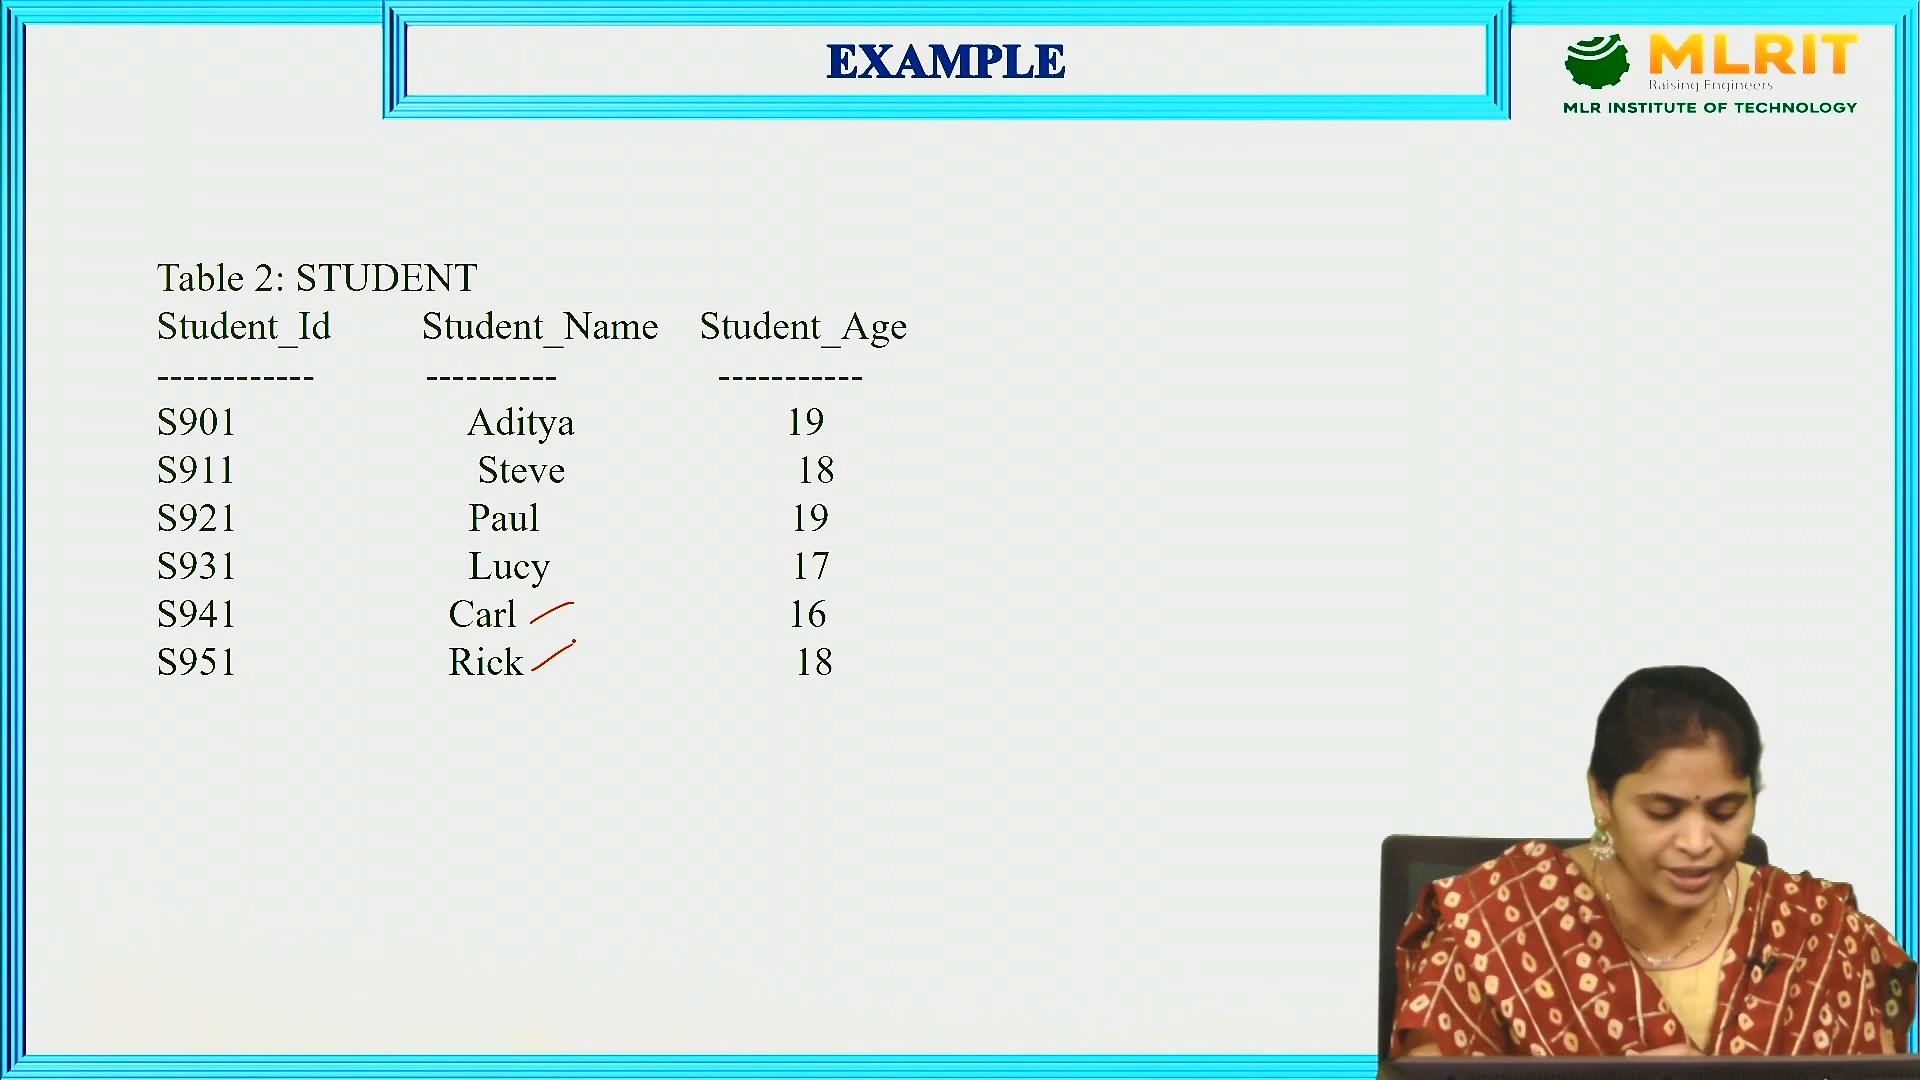 EXAMPLE
MLRIT
Raising Engineers
MLR INSTITUTE OF TECHNOLOGY
Table 2: STUDENT
Student_Id Student_Name Student_Age
------------ ---------- -----------
S901 Aditya 19
S911 Steve 18
S921 Paul 19
S931 Lucy 17
S941 Carl 16
S951 Rick 18